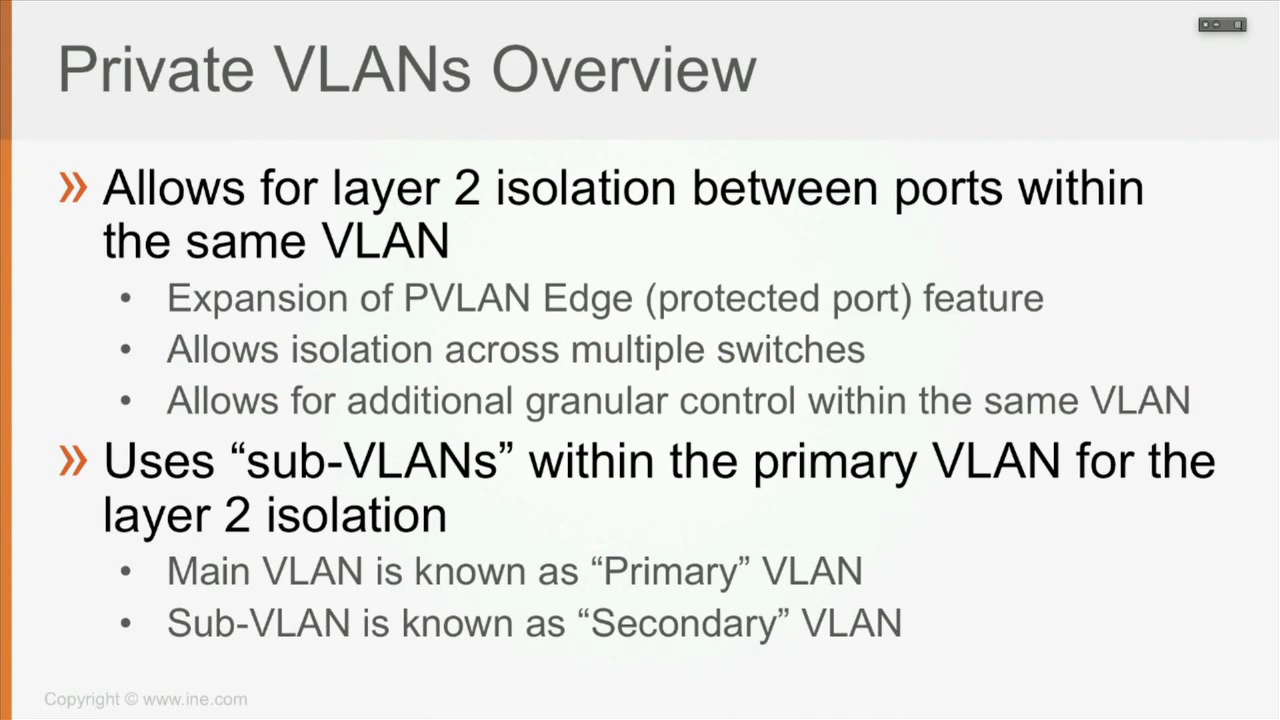 Private VLANs Overview
» Allows for layer 2 isolation between ports within
the same VLAN
• Expansion of PVLAN Edge (protected port) feature
• Allows isolation across multiple switches
• Allows for additional granular control within the same VLAN
» Uses “sub-VLANs” within the primary VLAN for the
layer 2 isolation
• Main VLAN is known as “Primary” VLAN
• Sub-VLAN is known as “Secondary” VLAN
Copyright © www.ine.com